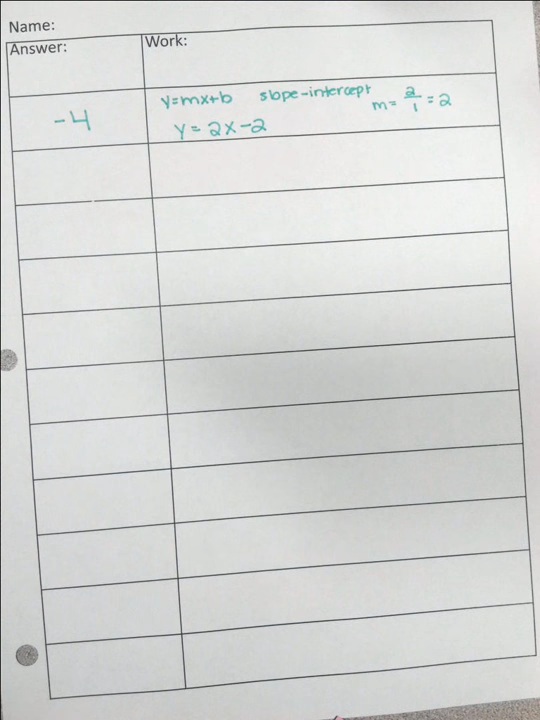 Name:
Answer: Work:
-4 y=mx+b slope-intercept m= 2/1 = 2
y = 2x-2